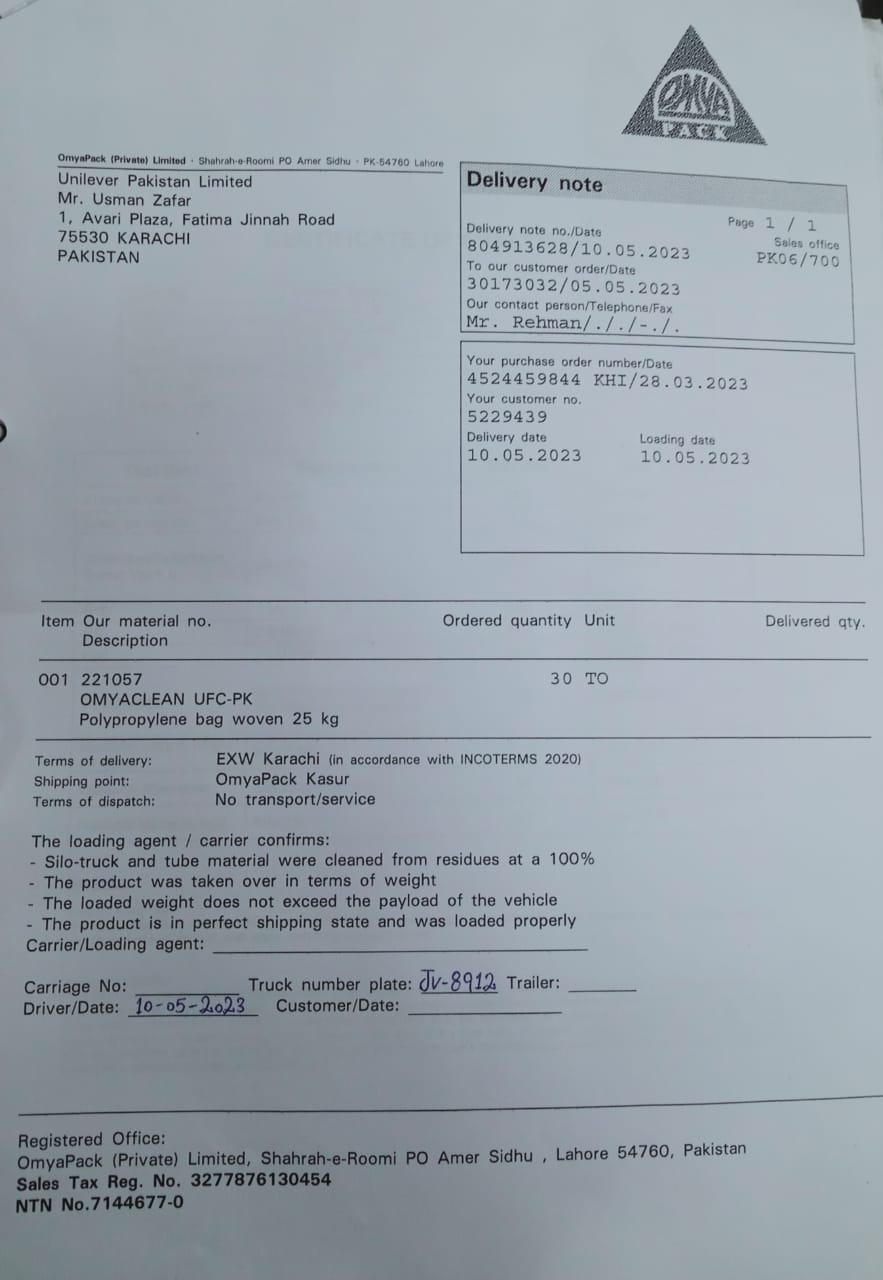 OMYA
PACK
OmyaPack (Private) Limited · Shahrah-e-Roomi PO Amer Sidhu · PK-54760 Lahore
Unilever Pakistan Limited
Mr. Usman Zafar
1, Avari Plaza, Fatima Jinnah Road
75530 KARACHI
PAKISTAN
Delivery note
Page 1 / 1
Delivery note no./Date
Sales office
804913628/10.05.2023
PK06/700
To our customer order/Date
30173032/05.05.2023
Our contact person/Telephone/Fax
Mr. Rehman/././-./.
Your purchase order number/Date
4524459844 KHI/28.03.2023
Your customer no.
5229439
Delivery date Loading date
10.05.2023 10.05.2023
Item Our material no. Ordered quantity Unit Delivered qty.
Description
001 221057 30 TO
OMYACLEAN UFC-PK
Polypropylene bag woven 25 kg
Terms of delivery: EXW Karachi (in accordance with INCOTERMS 2020)
Shipping point: OmyaPack Kasur
Terms of dispatch: No transport/service
The loading agent / carrier confirms:
- Silo-truck and tube material were cleaned from residues at a 100%
- The product was taken over in terms of weight
- The loaded weight does not exceed the payload of the vehicle
- The product is in perfect shipping state and was loaded properly
Carrier/Loading agent:
Carriage No: Truck number plate: JV-8912 Trailer:
Driver/Date: 10-05-2023 Customer/Date:
Registered Office:
OmyaPack (Private) Limited, Shahrah-e-Roomi PO Amer Sidhu , Lahore 54760, Pakistan
Sales Tax Reg. No. 3277876130454
NTN No.7144677-0